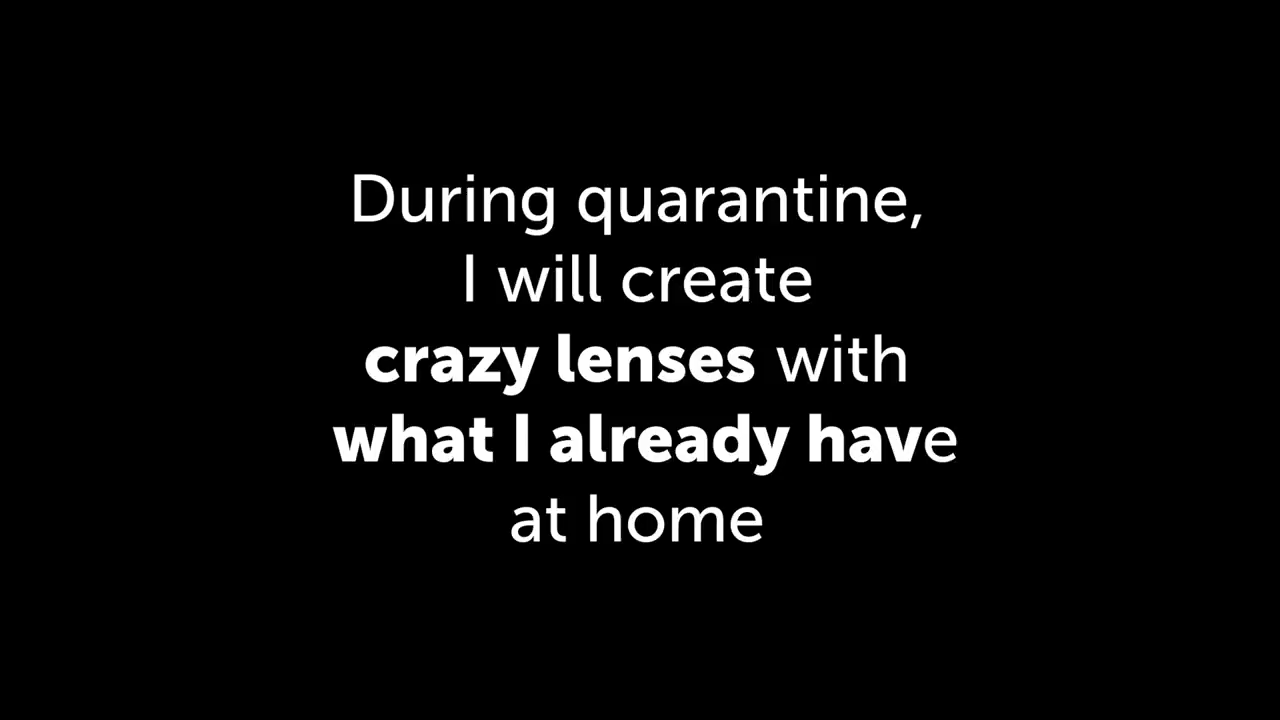 During quarantine,
I will create
crazy lenses with
what I already have
at home